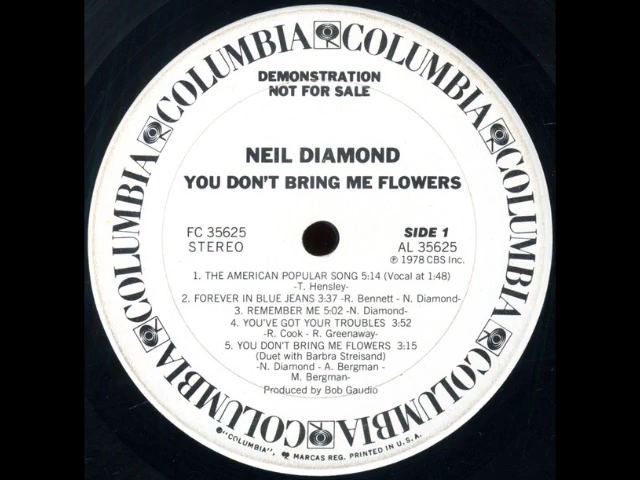 COLUMBIA COLUMBIA COLUMBIA COLUMBIA COLUMBIA COLUMBIA COLUMBIA COLUMBIA
DEMONSTRATION
NOT FOR SALE
NEIL DIAMOND
YOU DON'T BRING ME FLOWERS
FC 35625
STEREO
SIDE 1
AL 35625
℗ 1978 CBS Inc.
1. THE AMERICAN POPULAR SONG 5:14 (Vocal at 1:48)
-T. Hensley-
2. FOREVER IN BLUE JEANS 3:37 -R. Bennett - N. Diamond-
3. REMEMBER ME 5:02 -N. Diamond-
4. YOU'VE GOT YOUR TROUBLES 3:52
-R. Cook - R. Greenaway-
5. YOU DON'T BRING ME FLOWERS 3:15
(Duet with Barbra Streisand)
-N. Diamond - A. Bergman -
M. Bergman-
Produced by Bob Gaudio
® "COLUMBIA", MARCAS REG. PRINTED IN U.S.A.